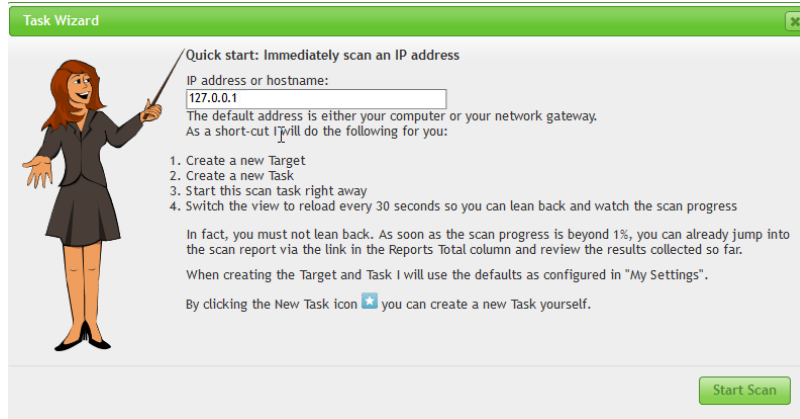 Task Wizard
Quick start: Immediately scan an IP address
IP address or hostname:
127.0.0.1
The default address is either your computer or your network gateway.
As a short-cut I will do the following for you:
1. Create a new Target
2. Create a new Task
3. Start this scan task right away
4. Switch the view to reload every 30 seconds so you can lean back and watch the scan progress
In fact, you must not lean back. As soon as the scan progress is beyond 1%, you can already jump into
the scan report via the link in the Reports Total column and review the results collected so far.
When creating the Target and Task I will use the defaults as configured in "My Settings".
By clicking the New Task icon you can create a new Task yourself.
Start Scan